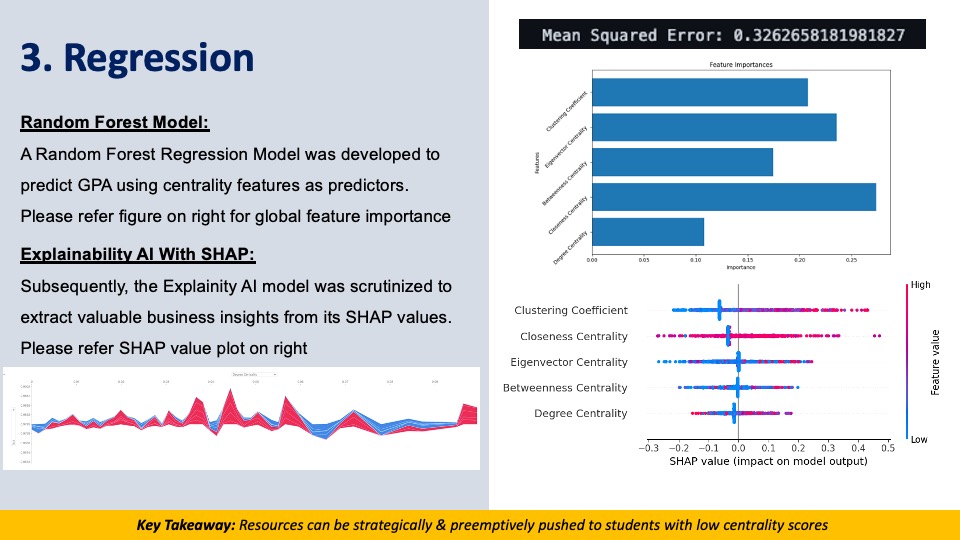 3. Regression
Random Forest Model:
A Random Forest Regression Model was developed to
predict GPA using centrality features as predictors.
Please refer figure on right for global feature importance
Explainability AI With SHAP:
Subsequently, the Explainity AI model was scrutinized to
extract valuable business insights from its SHAP values.
Please refer SHAP value plot on right
Degree Centrality
Mean Squared Error: 0.3262658181981827
Feature Importances
Features
Clustering Coefficient
Eigenvector Centrality
Betweenness Centrality
Closeness Centrality
Degree Centrality
0.00 0.05 0.10 0.15 0.20 0.25
Importance
High
Clustering Coefficient
Closeness Centrality
Eigenvector Centrality
Betweenness Centrality
Degree Centrality
Feature value
Low
−0.3 −0.2 −0.1 0.0 0.1 0.2 0.3 0.4 0.5
SHAP value (impact on model output)
Key Takeaway: Resources can be strategically & preemptively pushed to students with low centrality scores